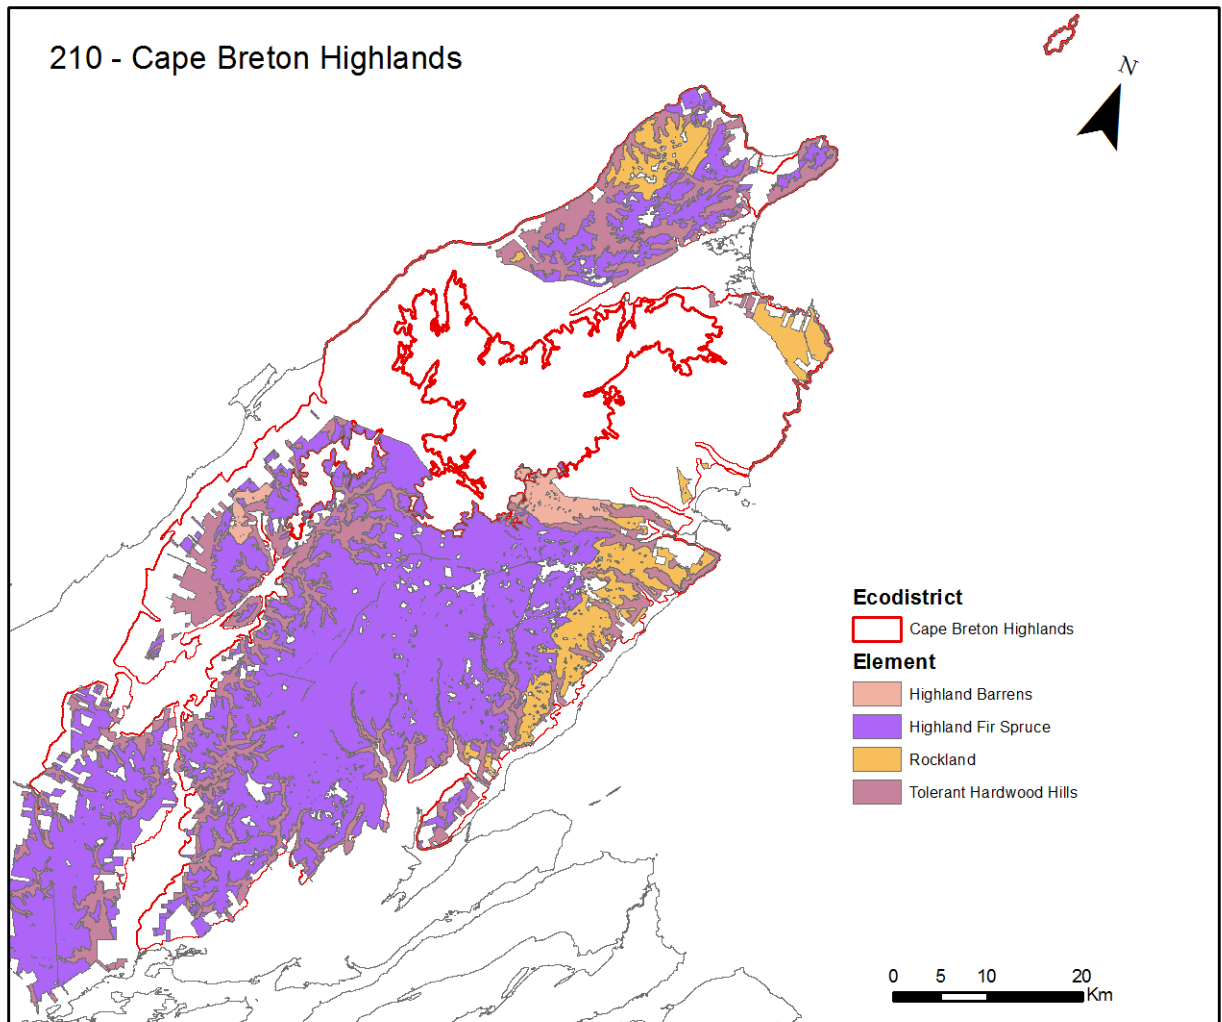 210 - Cape Breton Highlands
N
Ecodistrict
Cape Breton Highlands
Element
Highland Barrens
Highland Fir Spruce
Rockland
Tolerant Hardwood Hills
0 5 10 20
Km